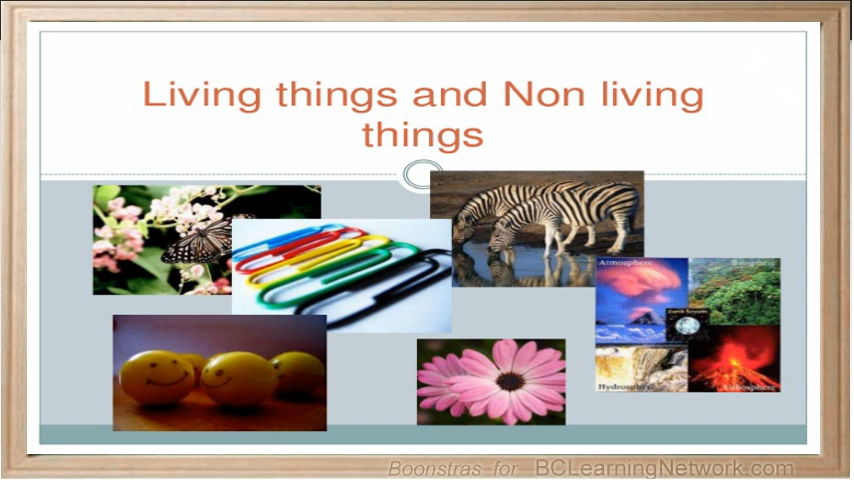 Living things and Non living
things
Atmosphere
Biosphere
Earth System
Hydrosphere
Lithosphere
Boonstras for BCLearningNetwork.com